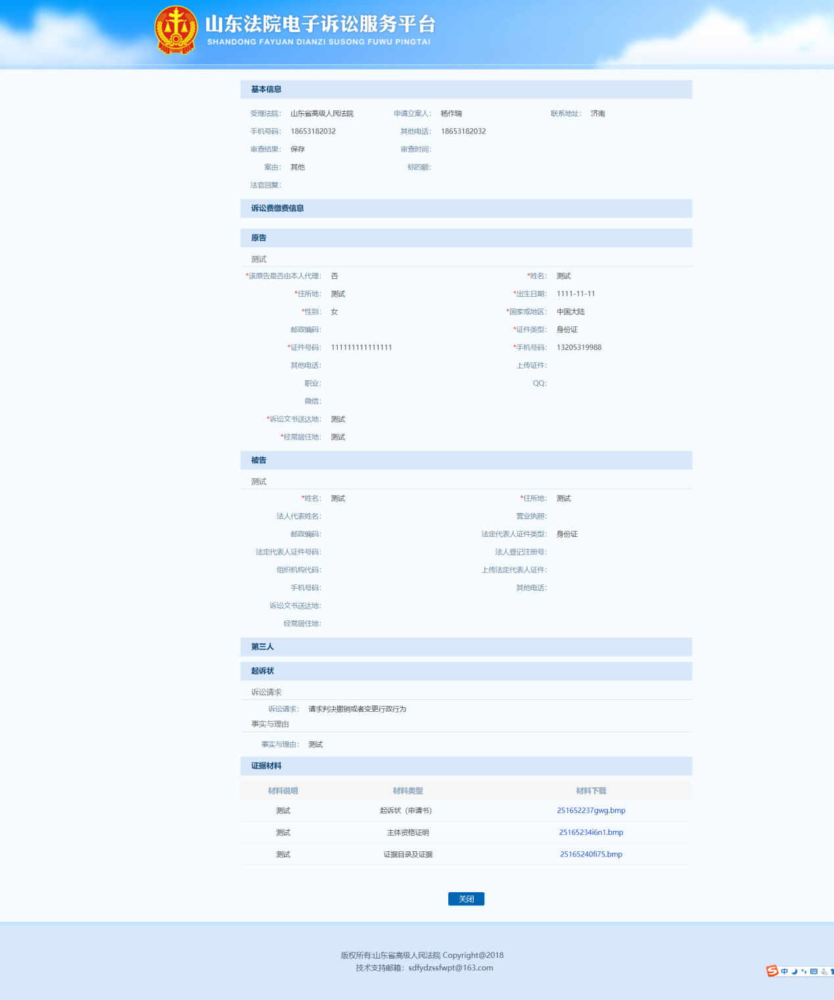 山东法院电子诉讼服务平台
SHANDONG FAYUAN DIANZI SUSONG FUWU PINGTAI
基本信息
受理法院： 山东省高级人民法院 申请立案人： 杨作瑞 联系地址： 济南
手机号码： 18653182032 其他电话： 18653182032
审查结果： 保存 审查时间：
案由： 其他 标的额：
法官回复：
诉讼费缴费信息
原告
测试
*该原告是否由本人代理： 否 *姓名： 测试
*住所地： 测试 *出生日期： 1111-11-11
*性别： 女 *国家或地区： 中国大陆
邮政编码： *证件类型： 身份证
*证件号码： 111111111111111 *手机号码： 13205319988
其他电话： 上传证件：
职业： QQ：
微信：
*诉讼文书送达地： 测试
*经常居住地： 测试
被告
测试
*姓名： 测试 *住所地： 测试
法人代表姓名： 营业执照：
邮政编码： 法定代表人证件类型： 身份证
法定代表人证件号码： 法人登记注册号：
组织机构代码： 上传法定代表人证件：
手机号码： 其他电话：
诉讼文书送达地：
经常居住地：
第三人
起诉状
诉讼请求
诉讼请求： 请求判决撤销或者变更行政行为
事实与理由
事实与理由： 测试
证据材料
材料说明 材料类型 材料下载
测试 起诉状（申请书） 251652237gwg.bmp
测试 主体资格证明 25165234i6n1.bmp
测试 证据目录及证据 25165240fi75.bmp
关闭
版权所有:山东省高级人民法院 Copyright@2018
技术支持邮箱：sdfydzssfwpt@163.com
中